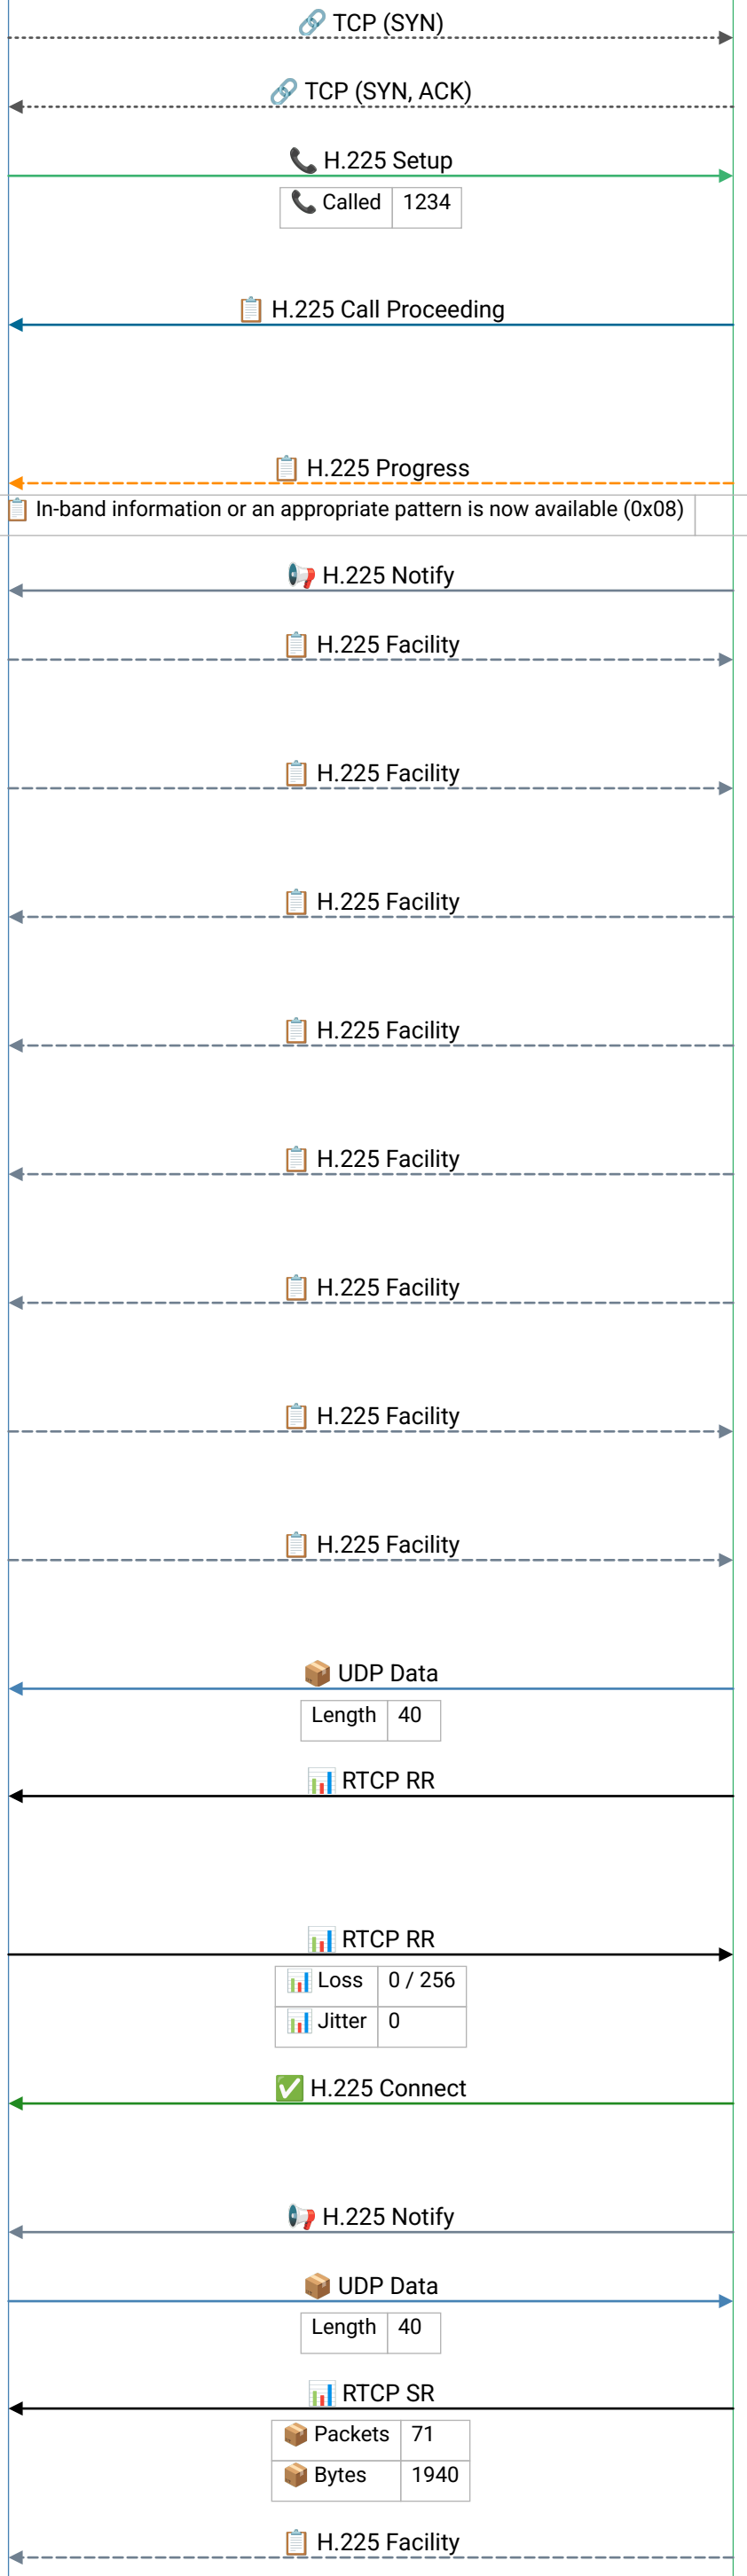 🔗 TCP (SYN)
🔗 TCP (SYN, ACK)
📞 H.225 Setup
📞 Called 1234
📋 H.225 Call Proceeding
📋 H.225 Progress
📋 In-band information or an appropriate pattern is now available (0x08)
📢 H.225 Notify
📋 H.225 Facility
📋 H.225 Facility
📋 H.225 Facility
📋 H.225 Facility
📋 H.225 Facility
📋 H.225 Facility
📋 H.225 Facility
📋 H.225 Facility
📦 UDP Data
Length 40
📊 RTCP RR
📊 RTCP RR
📊 Loss 0 / 256
📊 Jitter 0
✅ H.225 Connect
📢 H.225 Notify
📦 UDP Data
Length 40
📊 RTCP SR
📦 Packets 71
📦 Bytes 1940
📋 H.225 Facility